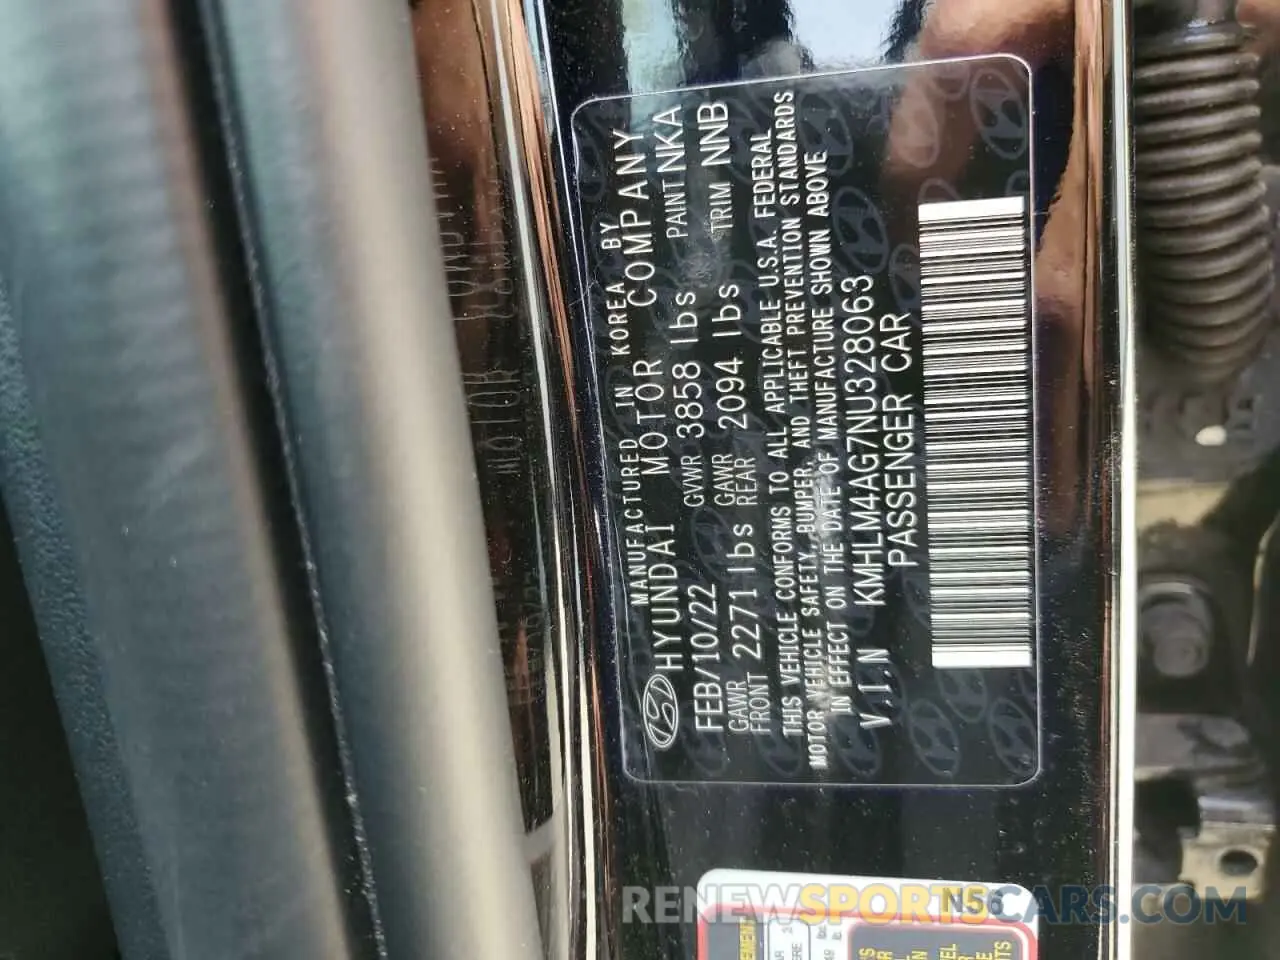 MANUFACTURED IN KOREA BY
HYUNDAI MOTOR COMPANY
FEB/10/22 GVWR 3858 lbs PAINT NKA
GAWR FRONT 2271 lbs GAWR REAR 2094 lbs TRIM NNB
THIS VEHICLE CONFORMS TO ALL APPLICABLE U.S.A. FEDERAL
MOTOR VEHICLE SAFETY, BUMPER, AND THEFT PREVENTION STANDARDS
IN EFFECT ON THE DATE OF MANUFACTURE SHOWN ABOVE
V.I.N KMHLM4AG7NU328063
PASSENGER CAR
N56
RENEWSPORTSCARS.COM